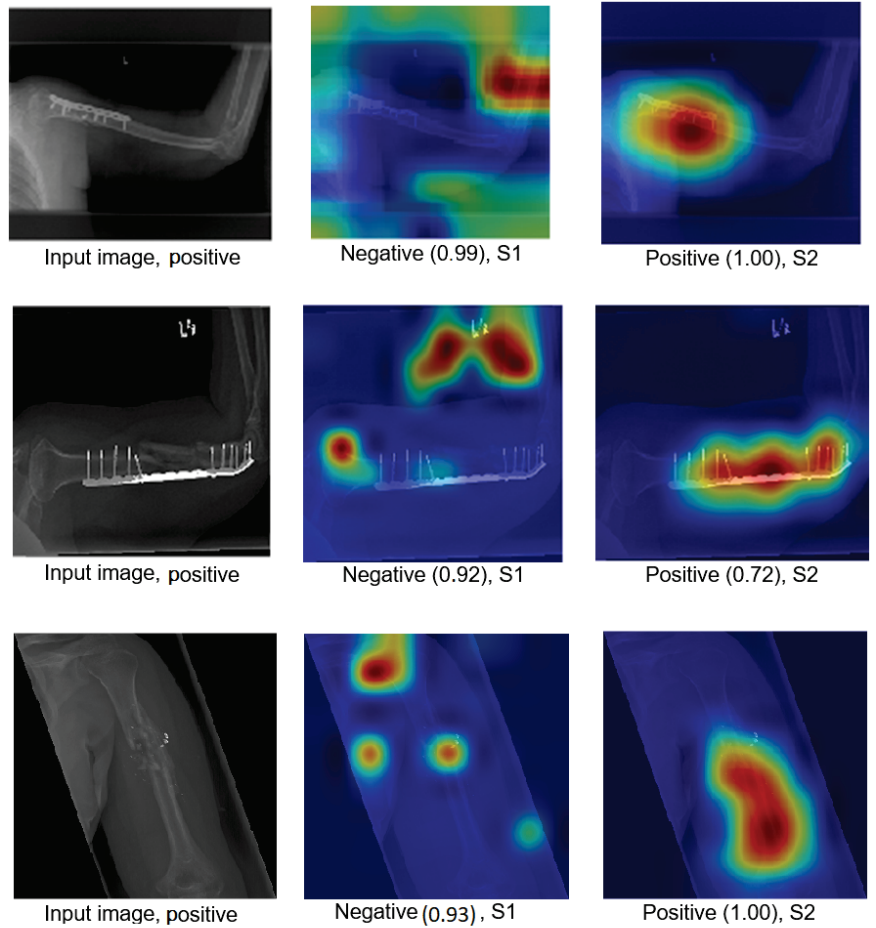 Input image, positive
Negative (0.99), S1
Positive (1.00), S2
Input image, positive
Negative (0.92), S1
Positive (0.72), S2
Input image, positive
Negative (0.93) , S1
Positive (1.00), S2